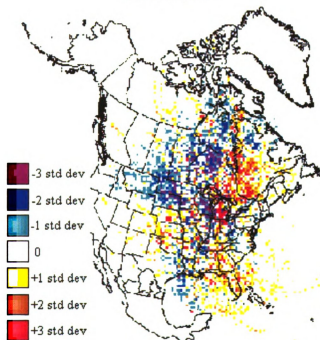 -3 std dev
-2 std dev
-1 std dev
0
+1 std dev
+2 std dev
+3 std dev